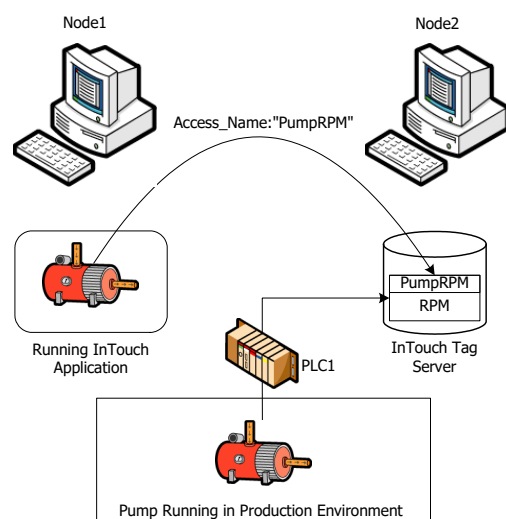 Node1
Node2
Access_Name:"PumpRPM"
PumpRPM
RPM
Running InTouch
Application
PLC1
InTouch Tag
Server
Pump Running in Production Environment